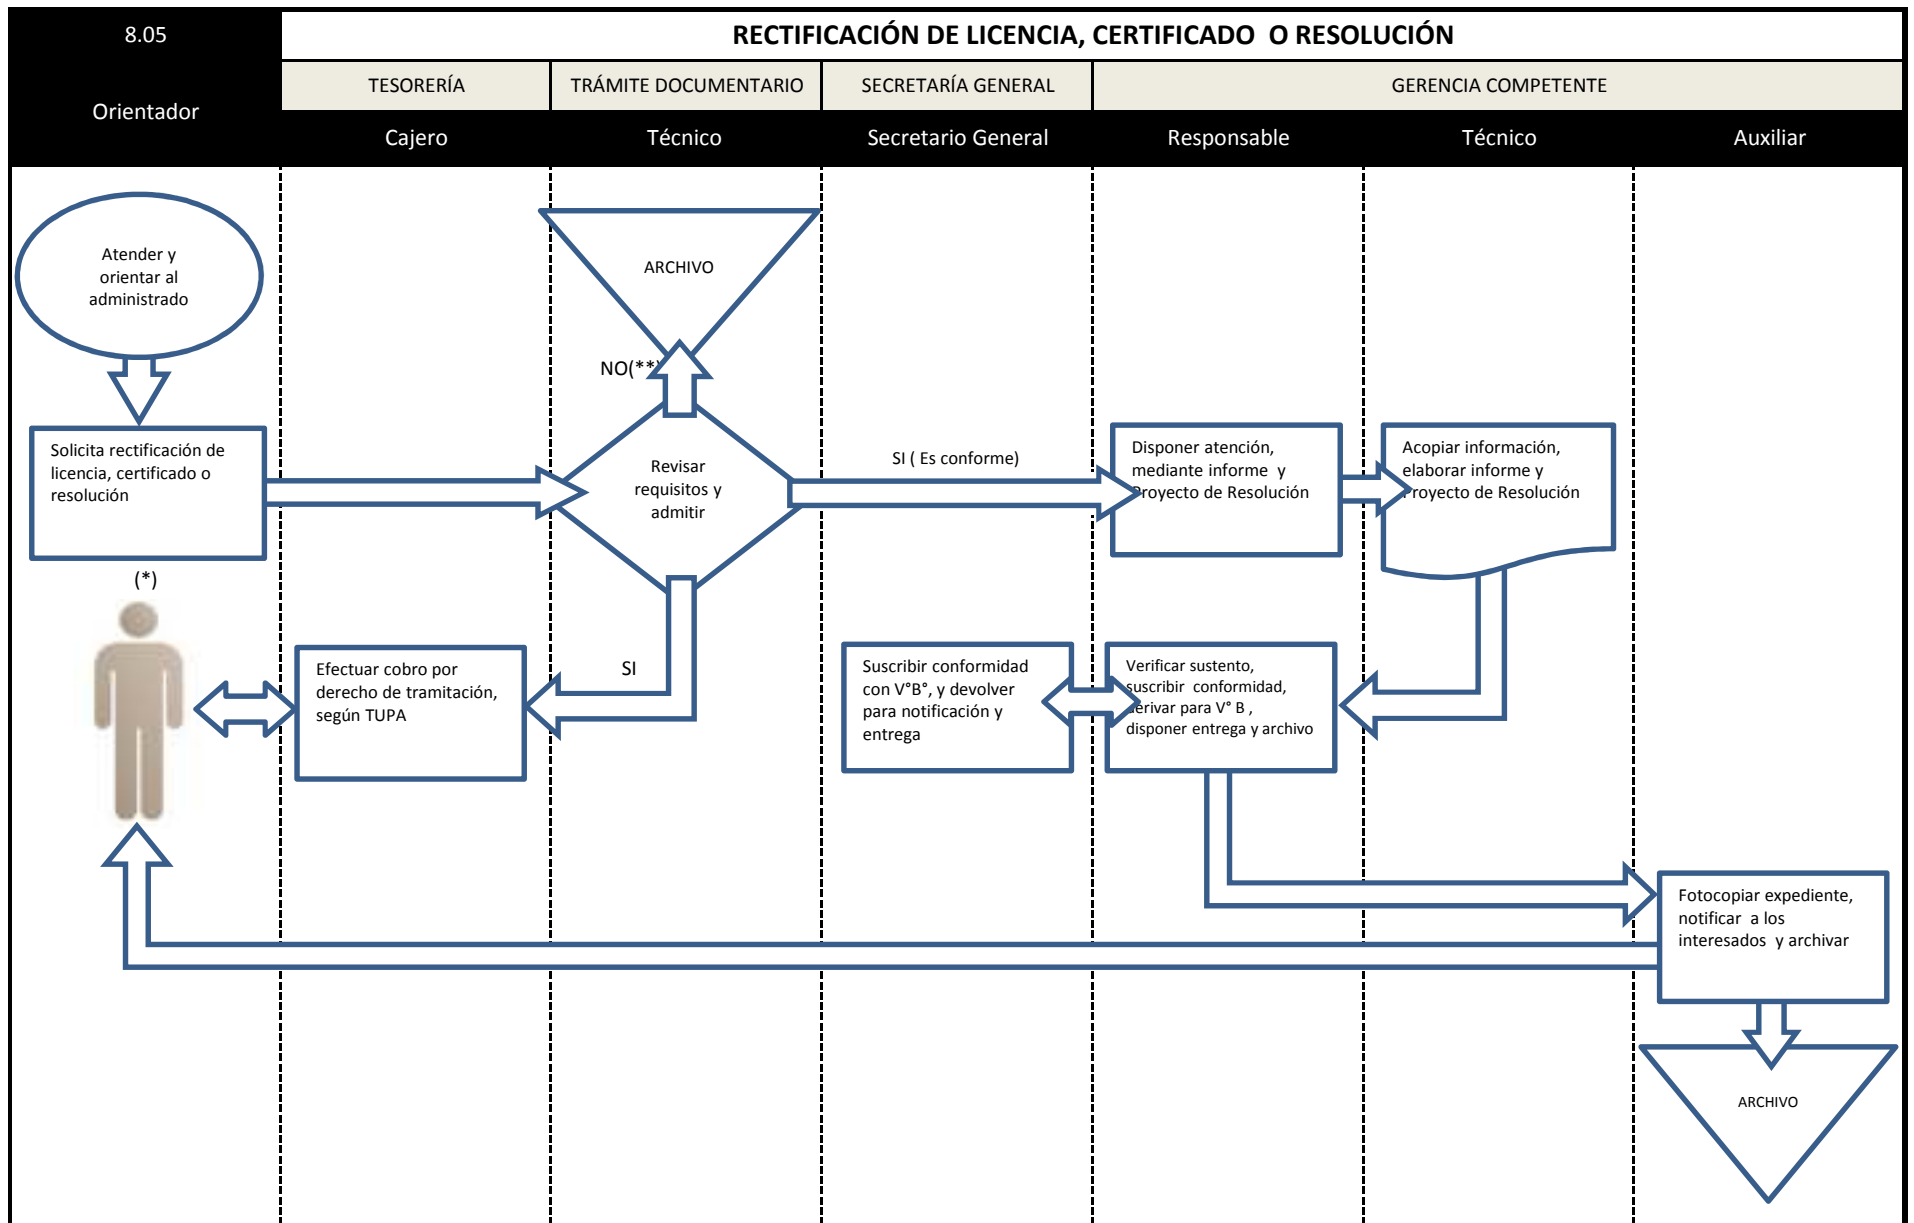 8.05
RECTIFICACIÓN DE LICENCIA, CERTIFICADO O RESOLUCIÓN
Orientador
TESORERÍA
TRÁMITE DOCUMENTARIO
SECRETARÍA GENERAL
GERENCIA COMPETENTE
Cajero
Técnico
Secretario General
Responsable
Técnico
Auxiliar
Atender y
orientar al
administrado
ARCHIVO
NO(**)
Solicita rectificación de
licencia, certificado o
resolución
Revisar
requisitos y
admitir
SI ( Es conforme)
Disponer atención,
mediante informe y
Proyecto de Resolución
Acopiar información,
elaborar informe y
Proyecto de Resolución
(*)
Efectuar cobro por
derecho de tramitación,
según TUPA
SI
Suscribir conformidad
con V°B°, y devolver
para notificación y
entrega
Verificar sustento,
suscribir conformidad,
derivar para V° B ,
disponer entrega y archivo
Fotocopiar expediente,
notificar a los
interesados y archivar
ARCHIVO